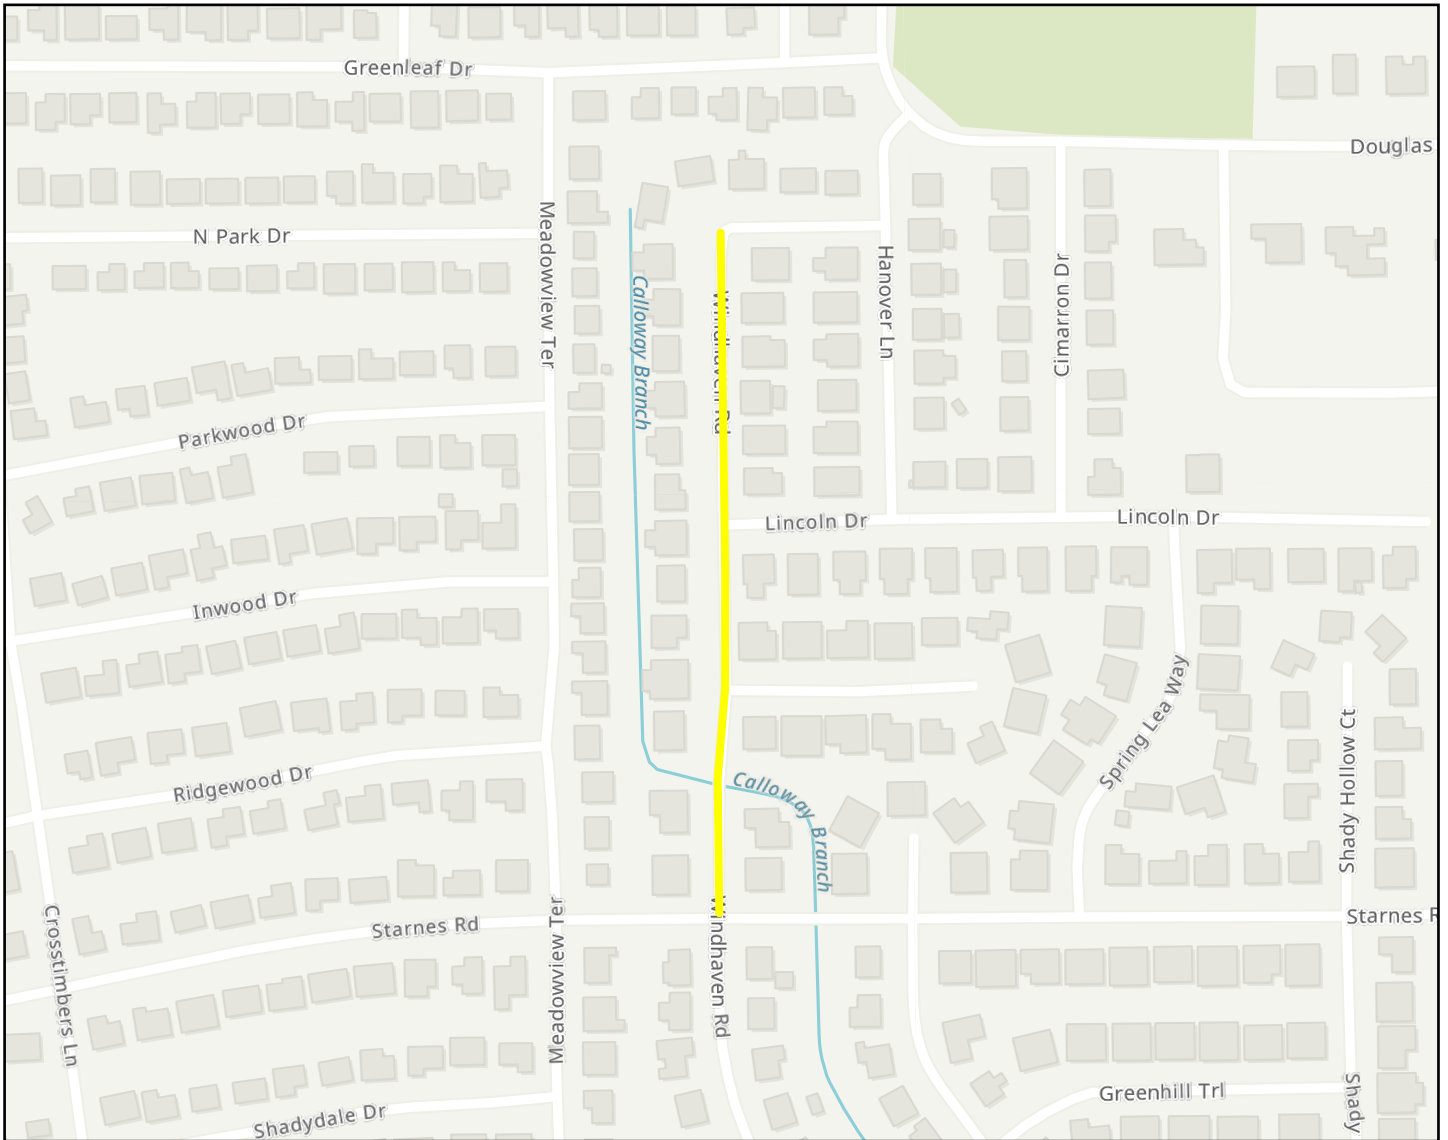 Greenleaf Dr
Douglas
N Park Dr
Meadowview Ter
Hanover Ln
Cimarron Dr
Calloway Branch
Windhaven Rd
Parkwood Dr
Lincoln Dr
Lincoln Dr
Inwood Dr
Spring Lea Way
Shady Hollow Ct
Ridgewood Dr
Calloway Branch
Crosstimbers Ln
Starnes Rd
Meadowview Ter
Windhaven Rd
Starnes R
Greenhill Trl
Shady
Shadydale Dr